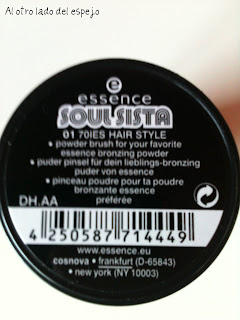 Al otro lado del espejo
essence
SOUL SISTA
01 70IES HAIR STYLE
• powder brush for your favorite
essence bronzing powder
• puder pinsel für dein lieblings-bronzing
puder von essence
• pinceau poudre pour ta poudre
bronzante essence
préférée
DH.AA
4 250587 714449
www.essence.eu
cosnova • frankfurt (D-65843)
• new york (NY 10003)